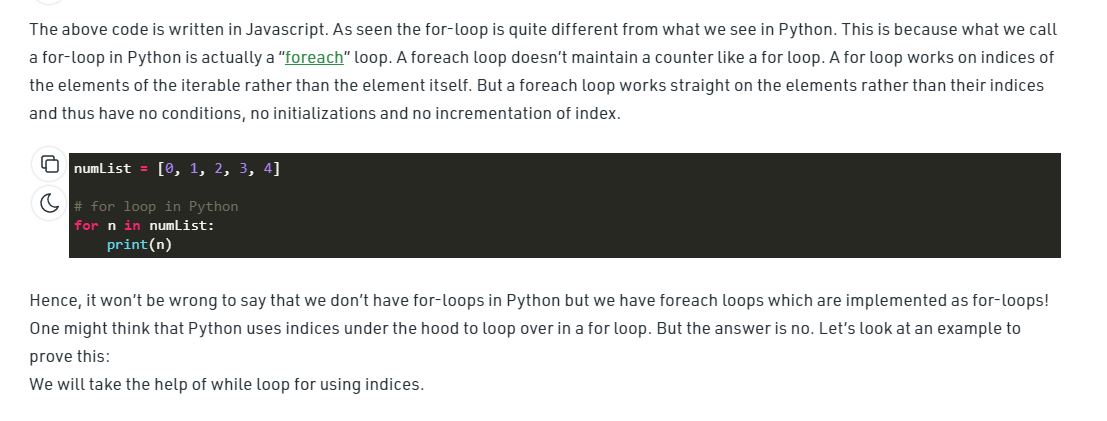 The above code is written in Javascript. As seen the for-loop is quite different from what we see in Python. This is because what we call
a for-loop in Python is actually a “foreach” loop. A foreach loop doesn’t maintain a counter like a for loop. A for loop works on indices of
the elements of the iterable rather than the element itself. But a foreach loop works straight on the elements rather than their indices
and thus have no conditions, no initializations and no incrementation of index.
numList = [0, 1, 2, 3, 4]
# for loop in Python
for n in numList:
    print(n)
Hence, it won’t be wrong to say that we don’t have for-loops in Python but we have foreach loops which are implemented as for-loops!
One might think that Python uses indices under the hood to loop over in a for loop. But the answer is no. Let’s look at an example to
prove this:
We will take the help of while loop for using indices.